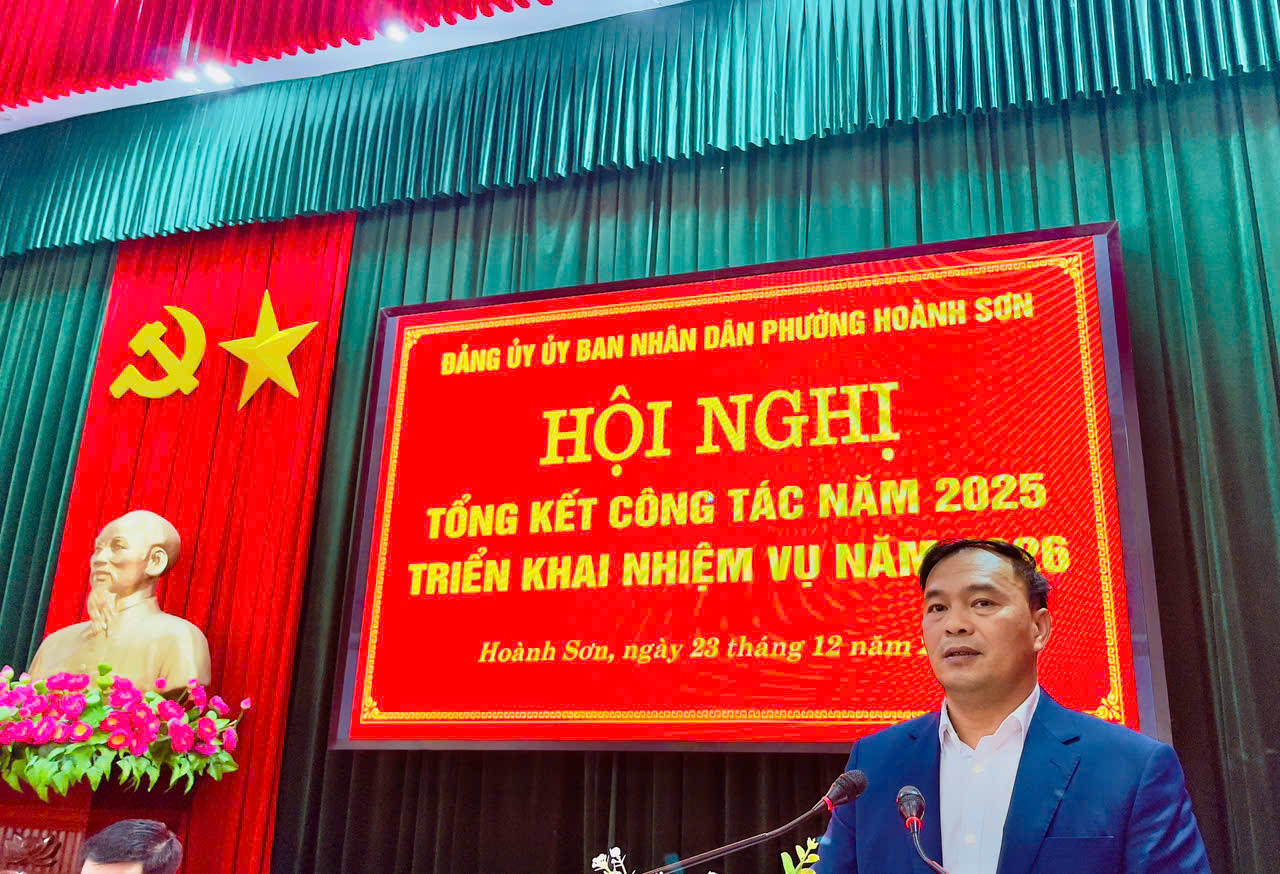 ĐẢNG ỦY ỦY BAN NHÂN DÂN PHƯỜNG HOÀNH SƠN
HỘI NGHỊ
TỔNG KẾT CÔNG TÁC NĂM 2025
TRIỂN KHAI NHIỆM VỤ NĂM
Hoành Sơn, ngày 23 tháng 12 năm